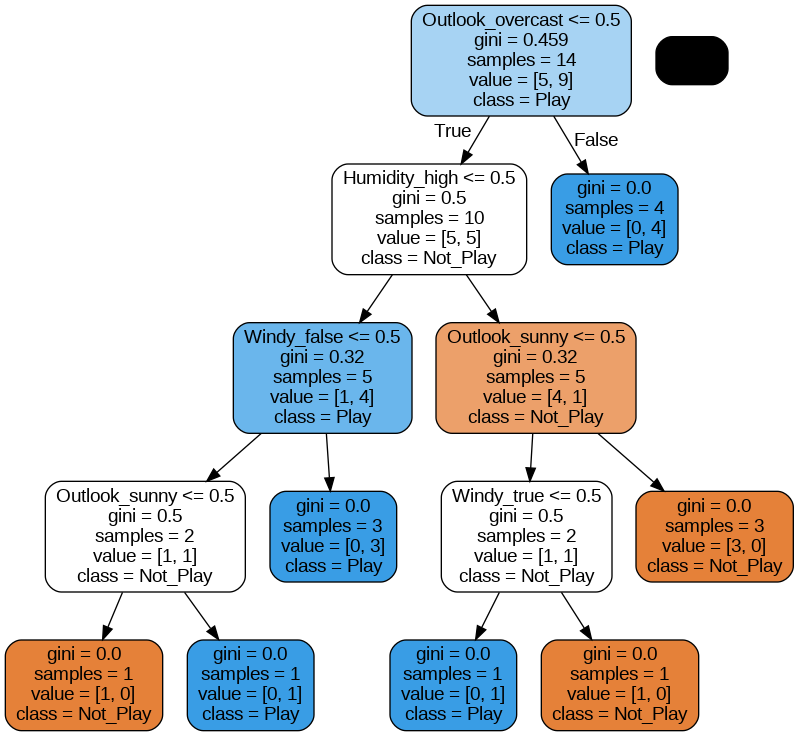 Outlook_overcast <= 0.5
gini = 0.459
samples = 14
value = [5, 9]
class = Play
True
False
Humidity_high <= 0.5
gini = 0.5
samples = 10
value = [5, 5]
class = Not_Play
gini = 0.0
samples = 4
value = [0, 4]
class = Play
Windy_false <= 0.5
gini = 0.32
samples = 5
value = [1, 4]
class = Play
Outlook_sunny <= 0.5
gini = 0.32
samples = 5
value = [4, 1]
class = Not_Play
Outlook_sunny <= 0.5
gini = 0.5
samples = 2
value = [1, 1]
class = Not_Play
gini = 0.0
samples = 3
value = [0, 3]
class = Play
Windy_true <= 0.5
gini = 0.5
samples = 2
value = [1, 1]
class = Not_Play
gini = 0.0
samples = 3
value = [3, 0]
class = Not_Play
gini = 0.0
samples = 1
value = [1, 0]
class = Not_Play
gini = 0.0
samples = 1
value = [0, 1]
class = Play
gini = 0.0
samples = 1
value = [0, 1]
class = Play
gini = 0.0
samples = 1
value = [1, 0]
class = Not_Play